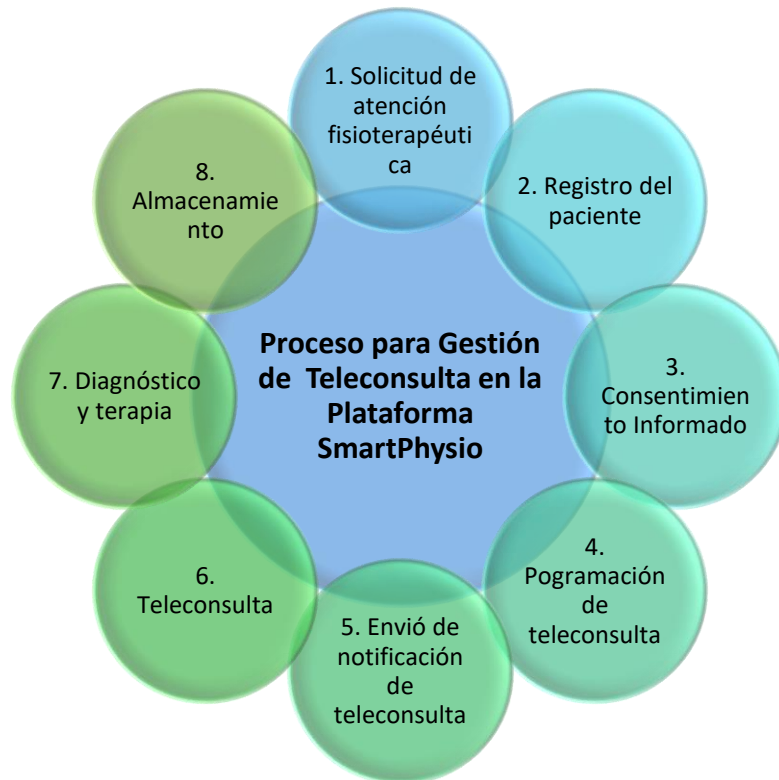 1. Solicitud de
atención
fisioterapéuti
ca
2. Registro del
paciente
3.
Consentimien
to Informado
4.
Pogramación
de
teleconsulta
5. Envió de
notificación
de
teleconsulta
6.
Teleconsulta
7. Diagnóstico
y terapia
8.
Almacenamie
nto
Proceso para Gestión
de Teleconsulta en la
Plataforma
SmartPhysio